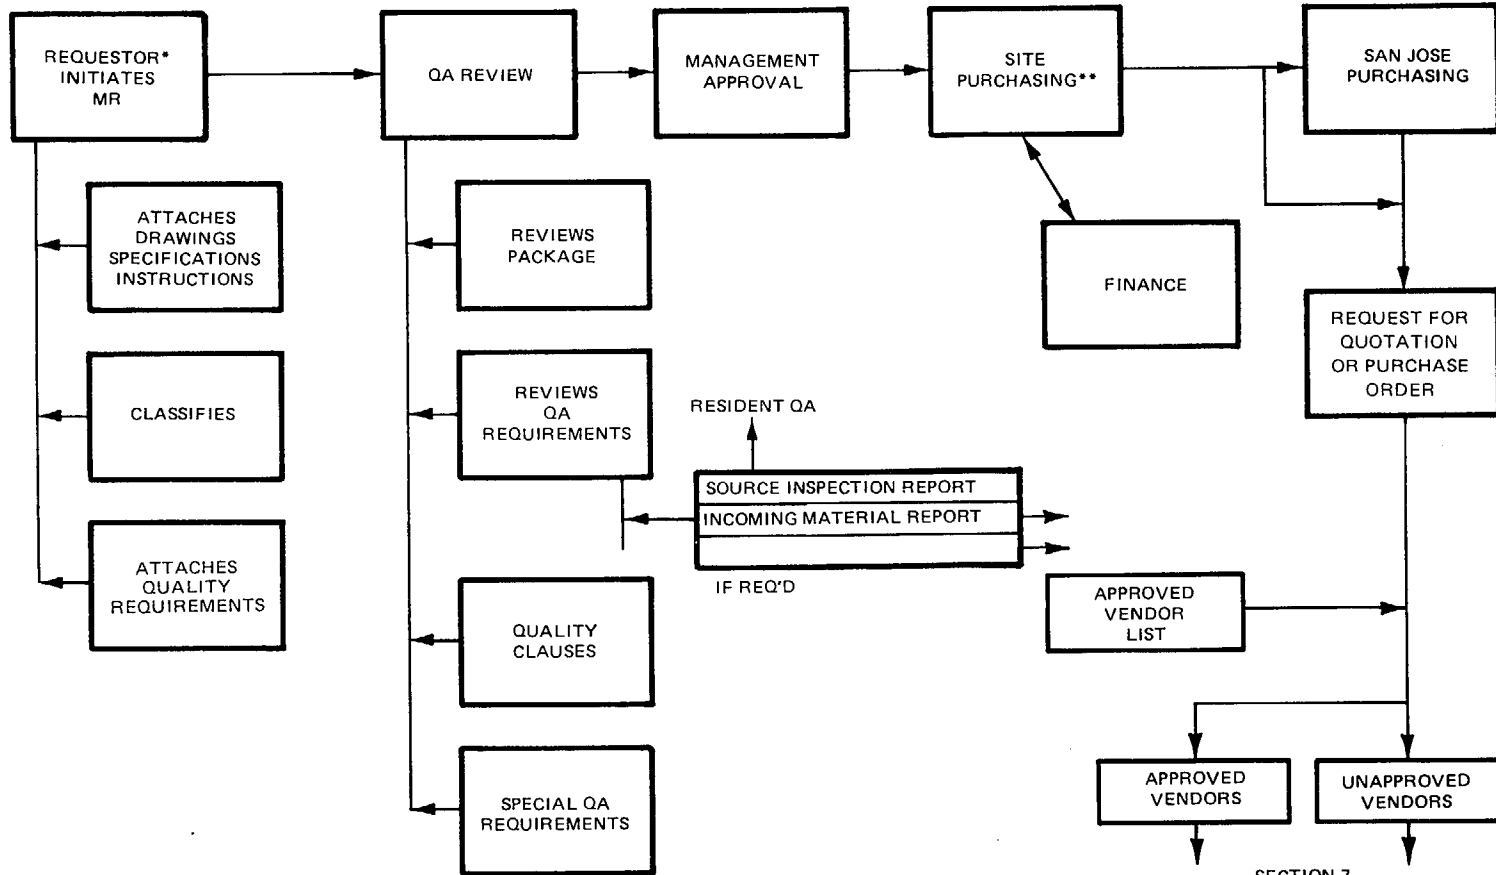 REQUESTOR*
INITIATES
MR
QA REVIEW
MANAGEMENT
APPROVAL
SITE
PURCHASING**
SAN JOSE
PURCHASING
ATTACHES
DRAWINGS
SPECIFICATIONS
INSTRUCTIONS
REVIEWS
PACKAGE
FINANCE
REQUEST FOR
QUOTATION
OR PURCHASE
ORDER
CLASSIFIES
REVIEWS
QA
REQUIREMENTS
RESIDENT QA
SOURCE INSPECTION REPORT
INCOMING MATERIAL REPORT
IF REQ'D
ATTACHES
QUALITY
REQUIREMENTS
QUALITY
CLAUSES
APPROVED
VENDOR
LIST
SPECIAL QA
REQUIREMENTS
APPROVED
VENDORS
UNAPPROVED
VENDORS
SECTION 7